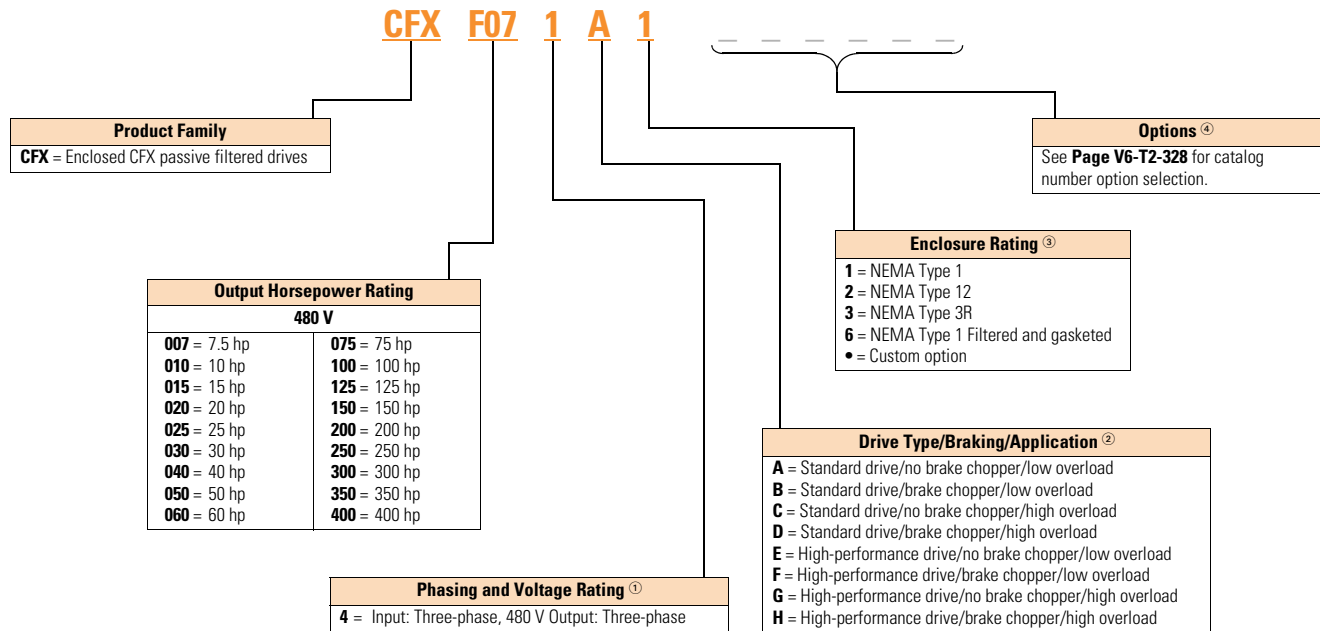 CFX F07 1 A 1
Product Family
CFX = Enclosed CFX passive filtered drives
Options ④
See Page V6-T2-328 for catalog
number option selection.
Enclosure Rating ③
1 = NEMA Type 1
2 = NEMA Type 12
3 = NEMA Type 3R
6 = NEMA Type 1 Filtered and gasketed
• = Custom option
Output Horsepower Rating
480 V
007 = 7.5 hp 075 = 75 hp
010 = 10 hp 100 = 100 hp
015 = 15 hp 125 = 125 hp
020 = 20 hp 150 = 150 hp
025 = 25 hp 200 = 200 hp
030 = 30 hp 250 = 250 hp
040 = 40 hp 300 = 300 hp
050 = 50 hp 350 = 350 hp
060 = 60 hp 400 = 400 hp
Drive Type/Braking/Application ②
A = Standard drive/no brake chopper/low overload
B = Standard drive/brake chopper/low overload
C = Standard drive/no brake chopper/high overload
D = Standard drive/brake chopper/high overload
E = High-performance drive/no brake chopper/low overload
F = High-performance drive/brake chopper/low overload
G = High-performance drive/no brake chopper/high overload
H = High-performance drive/brake chopper/high overload
Phasing and Voltage Rating ①
4 = Input: Three-phase, 480 V Output: Three-phase